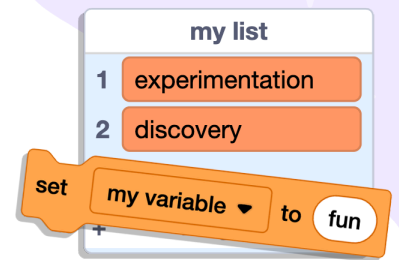 my list
1 experimentation
2 discovery
set my variable to fun
+